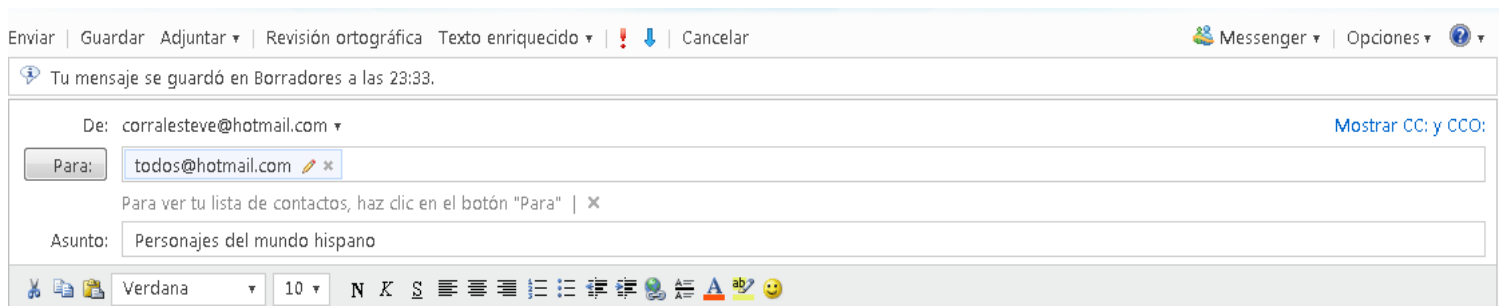 Enviar | Guardar Adjuntar ▾ | Revisión ortográfica Texto enriquecido ▾ | Cancelar Messenger ▾ | Opciones ▾
Tu mensaje se guardó en Borradores a las 23:33.
De: corralesteve@hotmail.com ▾ Mostrar CC: y CCO:
Para: todos@hotmail.com
Para ver tu lista de contactos, haz clic en el botón "Para" |
Asunto: Personajes del mundo hispano
Verdana 10 N K S